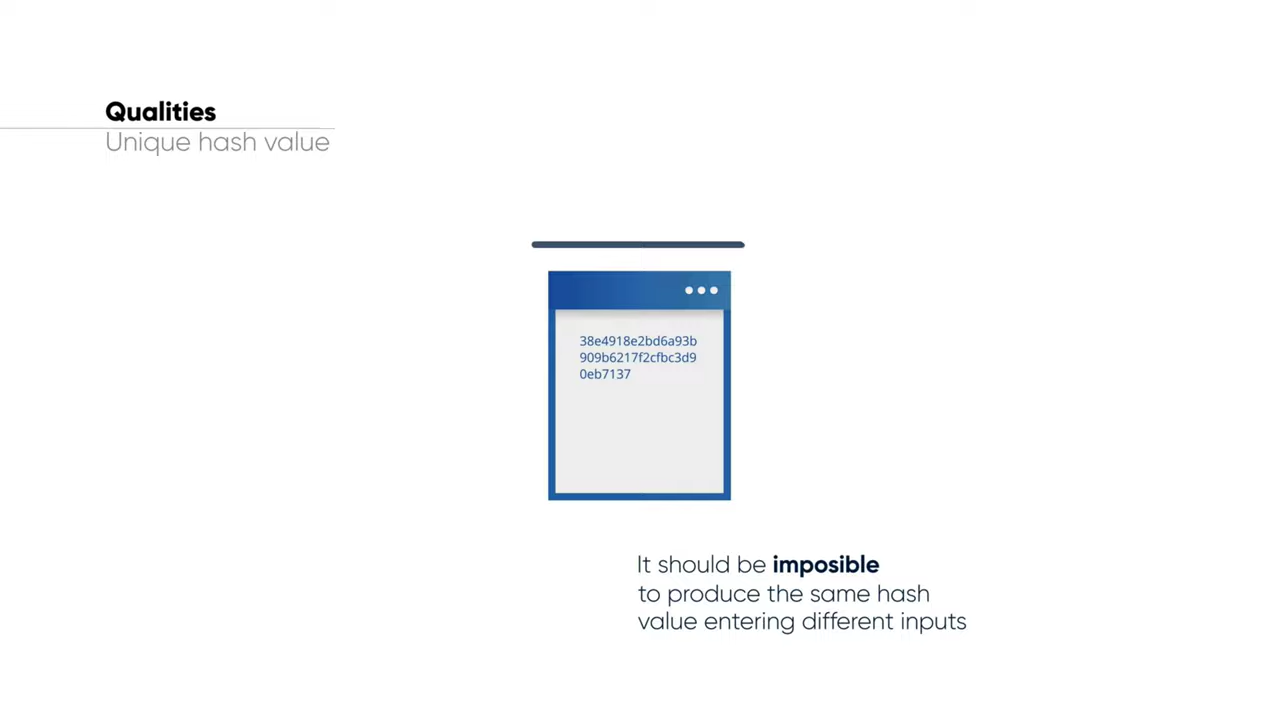 Qualities
Unique hash value
38e4918e2bd6a93b
909b6217f2cfbc3d9
0eb7137
It should be imposible
to produce the same hash
value entering different inputs